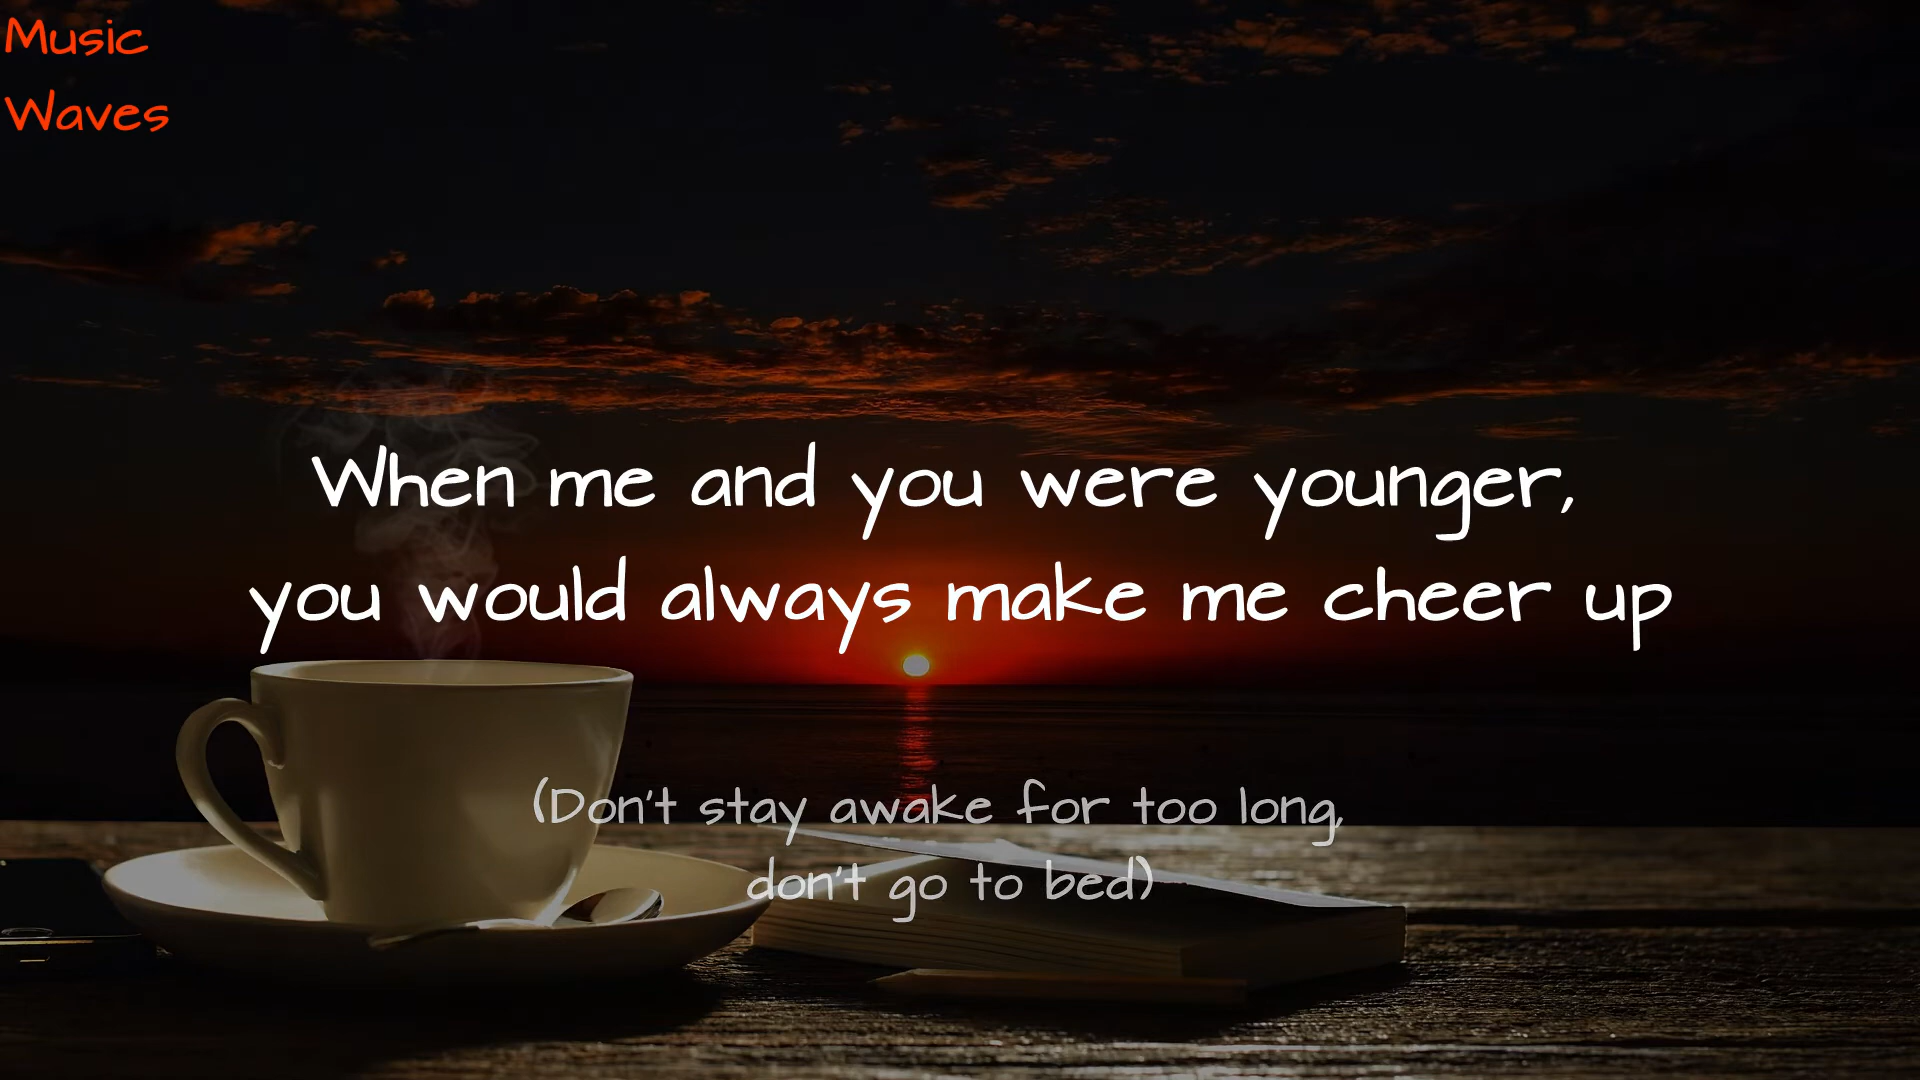 Music
Waves
When me and you were younger,
you would always make me cheer up
(Don't stay awake for too long,
don't go to bed)